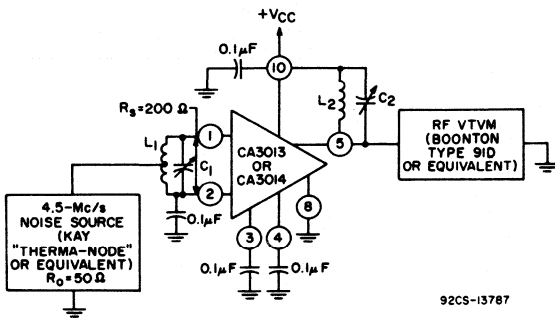 +VCC
0.1µF
10
RS=200 Ω
L1
C1
1
2
CA3013
OR
CA3014
L2
C2
5
RF VTVM
(BOONTON
TYPE 91D
OR EQUIVALENT)
8
3
4
0.1µF
0.1µF
0.1µF
4.5-Mc/s
NOISE SOURCE
(KAY
"THERMA-NODE"
OR EQUIVALENT)
Ro=50Ω
92CS-13787